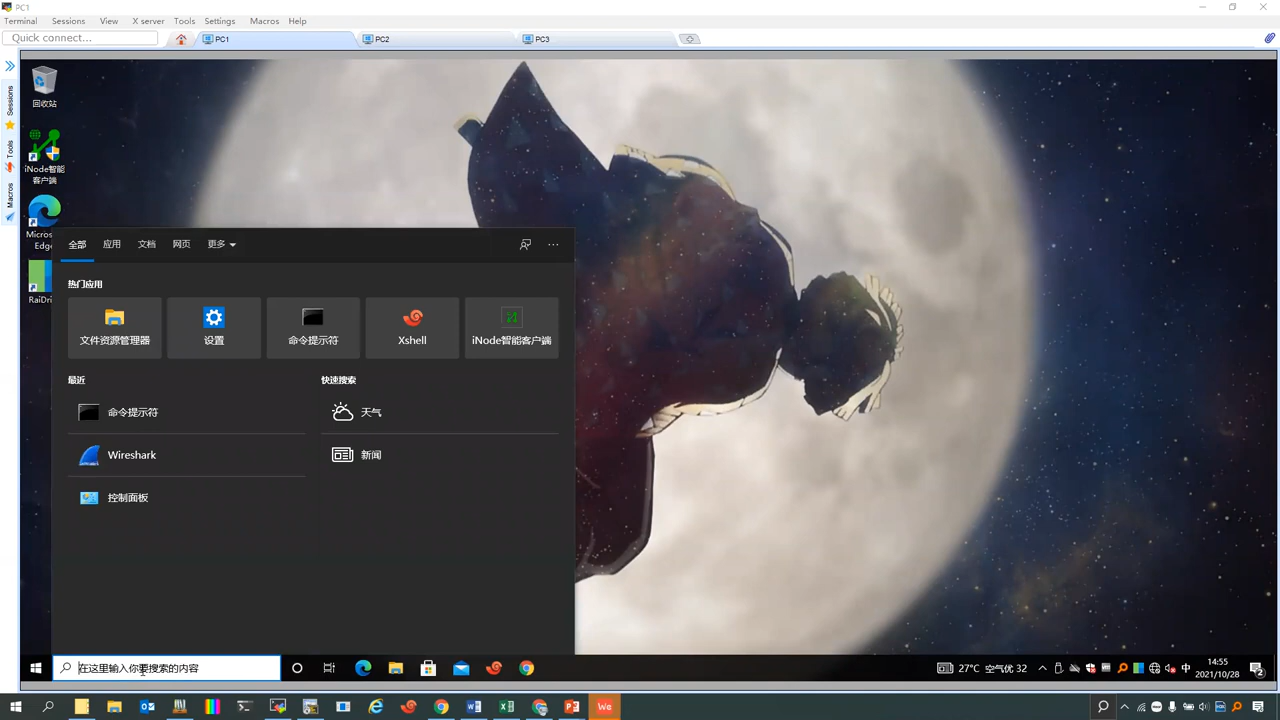 PC1
Terminal Sessions View X server Tools Settings Macros Help
Quick connect... PC1 PC2 PC3
Sessions
Tools
Macros
回收站
iNode智能
客户端
Micros
Edge
RaiDri
全部 应用 文档 网页 更多
热门应用
文件资源管理器 设置 命令提示符 Xshell iNode智能客户端
最近 快速搜索
命令提示符 天气
Wireshark 新闻
控制面板
在这里输入你要搜索的内容
27°C 空气优 32 中 14:55
2021/10/28
2
We